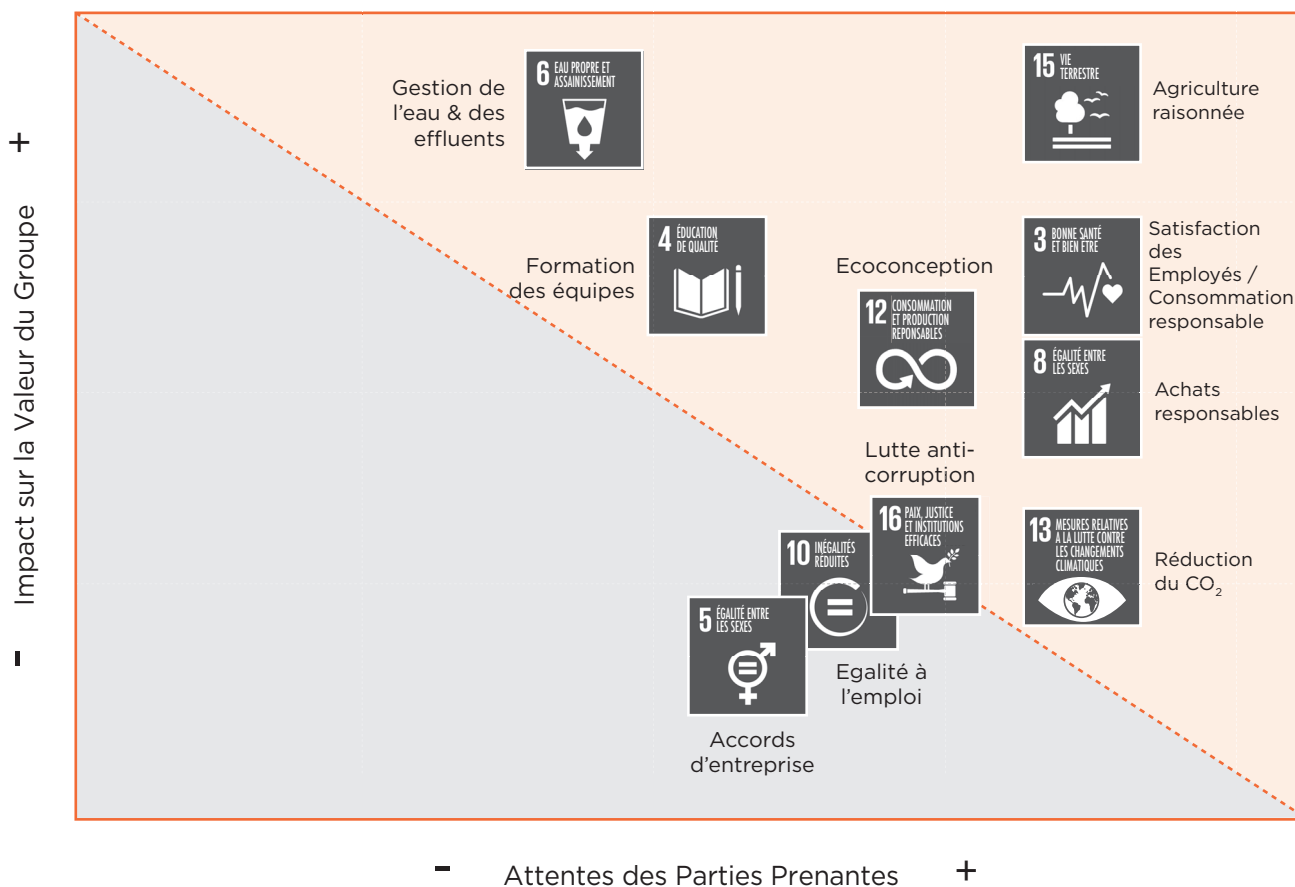 +
Impact sur la Valeur du Groupe
-
Gestion de
l'eau & des
effluents
6 EAU PROPRE ET
ASSAINISSEMENT
15 VIE
TERRESTRE
Agriculture
raisonnée
Formation
des équipes
4 ÉDUCATION
DE QUALITÉ
Ecoconception
12 CONSOMMATION
ET PRODUCTION
REPONSABLES
3 BONNE SANTÉ
ET BIEN ÊTRE
Satisfaction
des
Employés /
Consommation
responsable
8 ÉGALITÉ ENTRE
LES SEXES
Achats
responsables
Lutte anti-
corruption
16 PAIX, JUSTICE
ET INSTITUTIONS
EFFICACES
13 MESURES RELATIVES
À LA LUTTE CONTRE
LES CHANGEMENTS
CLIMATIQUES
Réduction
du CO₂
10 INÉGALITÉS
RÉDUITES
Egalité à
l'emploi
5 ÉGALITÉ ENTRE
LES SEXES
Accords
d'entreprise
- Attentes des Parties Prenantes +